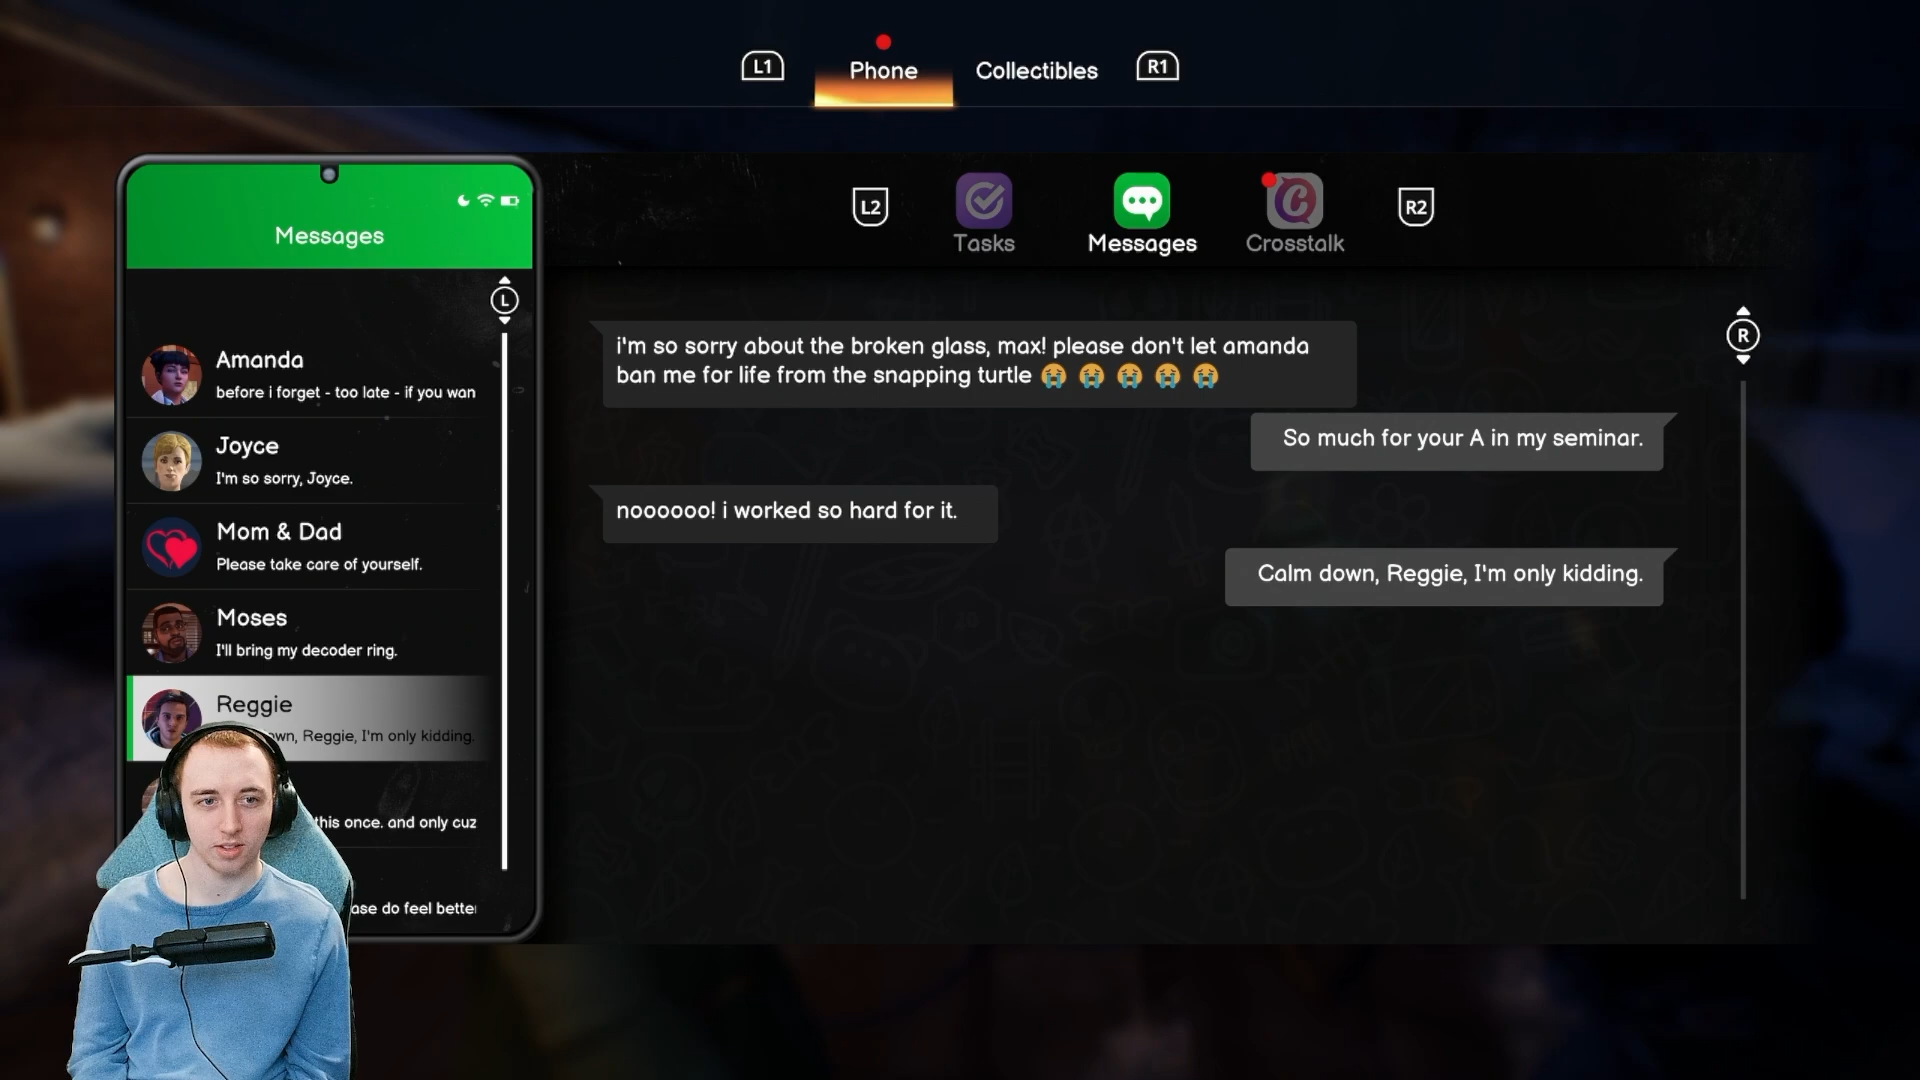 L1
Phone
Collectibles
R1
Messages
L2
Tasks
Messages
Crosstalk
R2
L
Amanda
before i forget - too late - if you wan
Joyce
I'm so sorry, Joyce.
Mom & Dad
Please take care of yourself.
Moses
I'll bring my decoder ring.
Reggie
own, Reggie, I'm only kidding.
this once. and only cuz
ase do feel better
R
i'm so sorry about the broken glass, max! please don't let amanda
ban me for life from the snapping turtle 😭 😭 😭 😭 😭
So much for your A in my seminar.
noooooo! i worked so hard for it.
Calm down, Reggie, I'm only kidding.